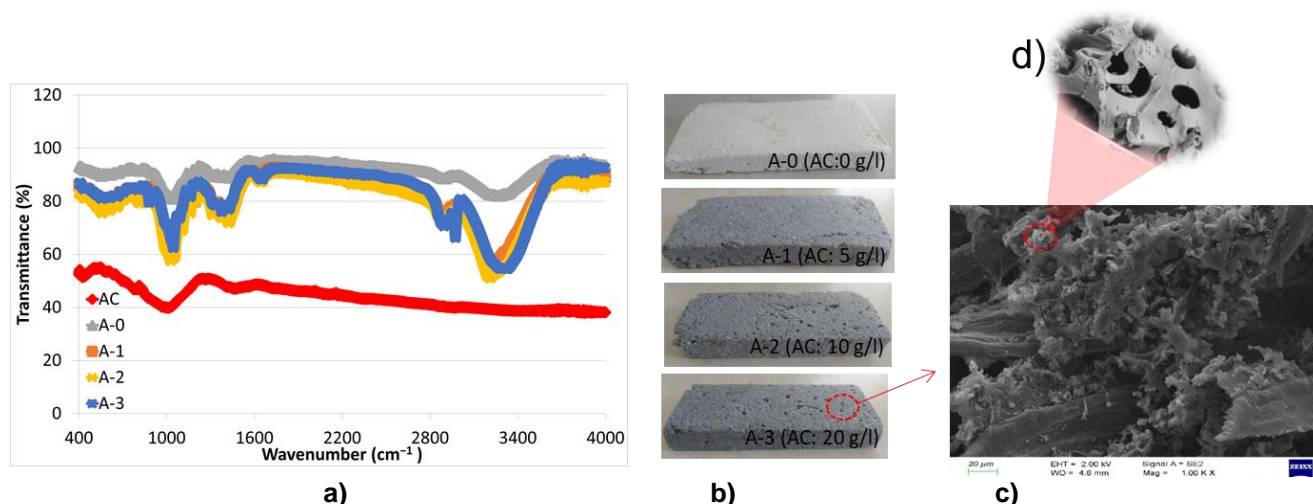 d)
120
100
80
60
40
20
0
Transmittance (%)
AC
A-0
A-1
A-2
A-3
400 1000 1600 2200 2800 3400 4000
Wavenumber (cm⁻¹)
a)
A-0 (AC:0 g/l)
A-1 (AC: 5 g/l)
A-2 (AC: 10 g/l)
A-3 (AC: 20 g/l)
b)
20 µm
EHT = 2.00 kV Signal A = SE2
WD = 4.6 mm Mag = 1.00 K X
ZEISS
c)